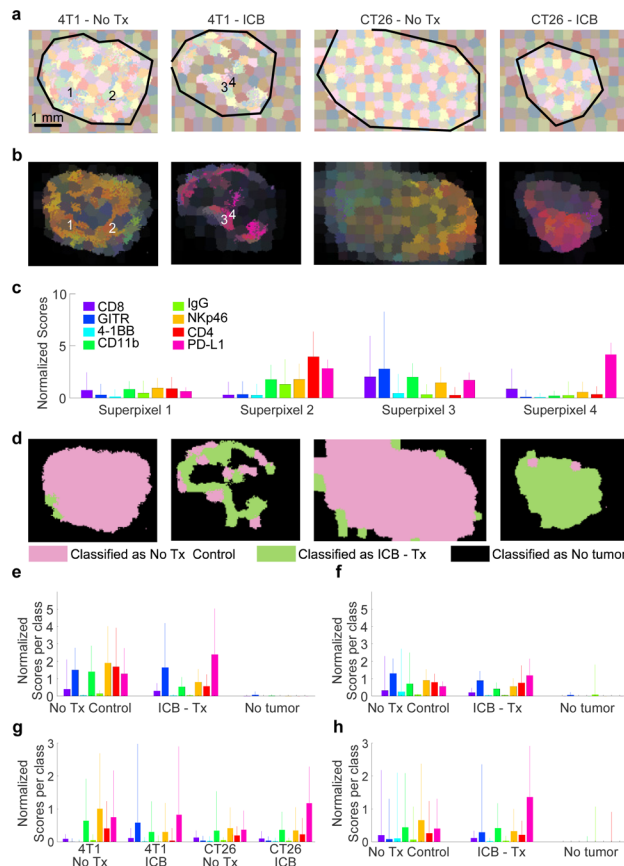 a 4T1 - No Tx 4T1 - ICB CT26 - No Tx CT26 - ICB
1 2 34
1 mm
b
1 2 34
c
10
5
0
Normalized Scores
CD8 IgG
GITR NKp46
4-1BB CD4
CD11b PD-L1
Superpixel 1 Superpixel 2 Superpixel 3 Superpixel 4
d
Classified as No Tx Control Classified as ICB - Tx Classified as No tumor
e f
Normalized
Scores per class
5
4
3
2
1
0
No Tx Control ICB - Tx No tumor
Normalized
Scores per class
5
4
3
2
1
0
No Tx Control ICB - Tx No tumor
g h
Normalized
Scores per class
3
2
1
0
4T1 4T1 CT26 CT26
No Tx ICB No Tx ICB
Normalized
Scores per class
3
2
1
0
No Tx Control ICB - Tx No tumor